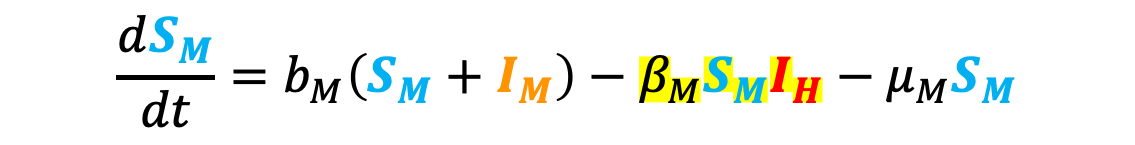 dS_M/dt = b_M(S_M + I_M) − β_M S_M I_H − μ_M S_M